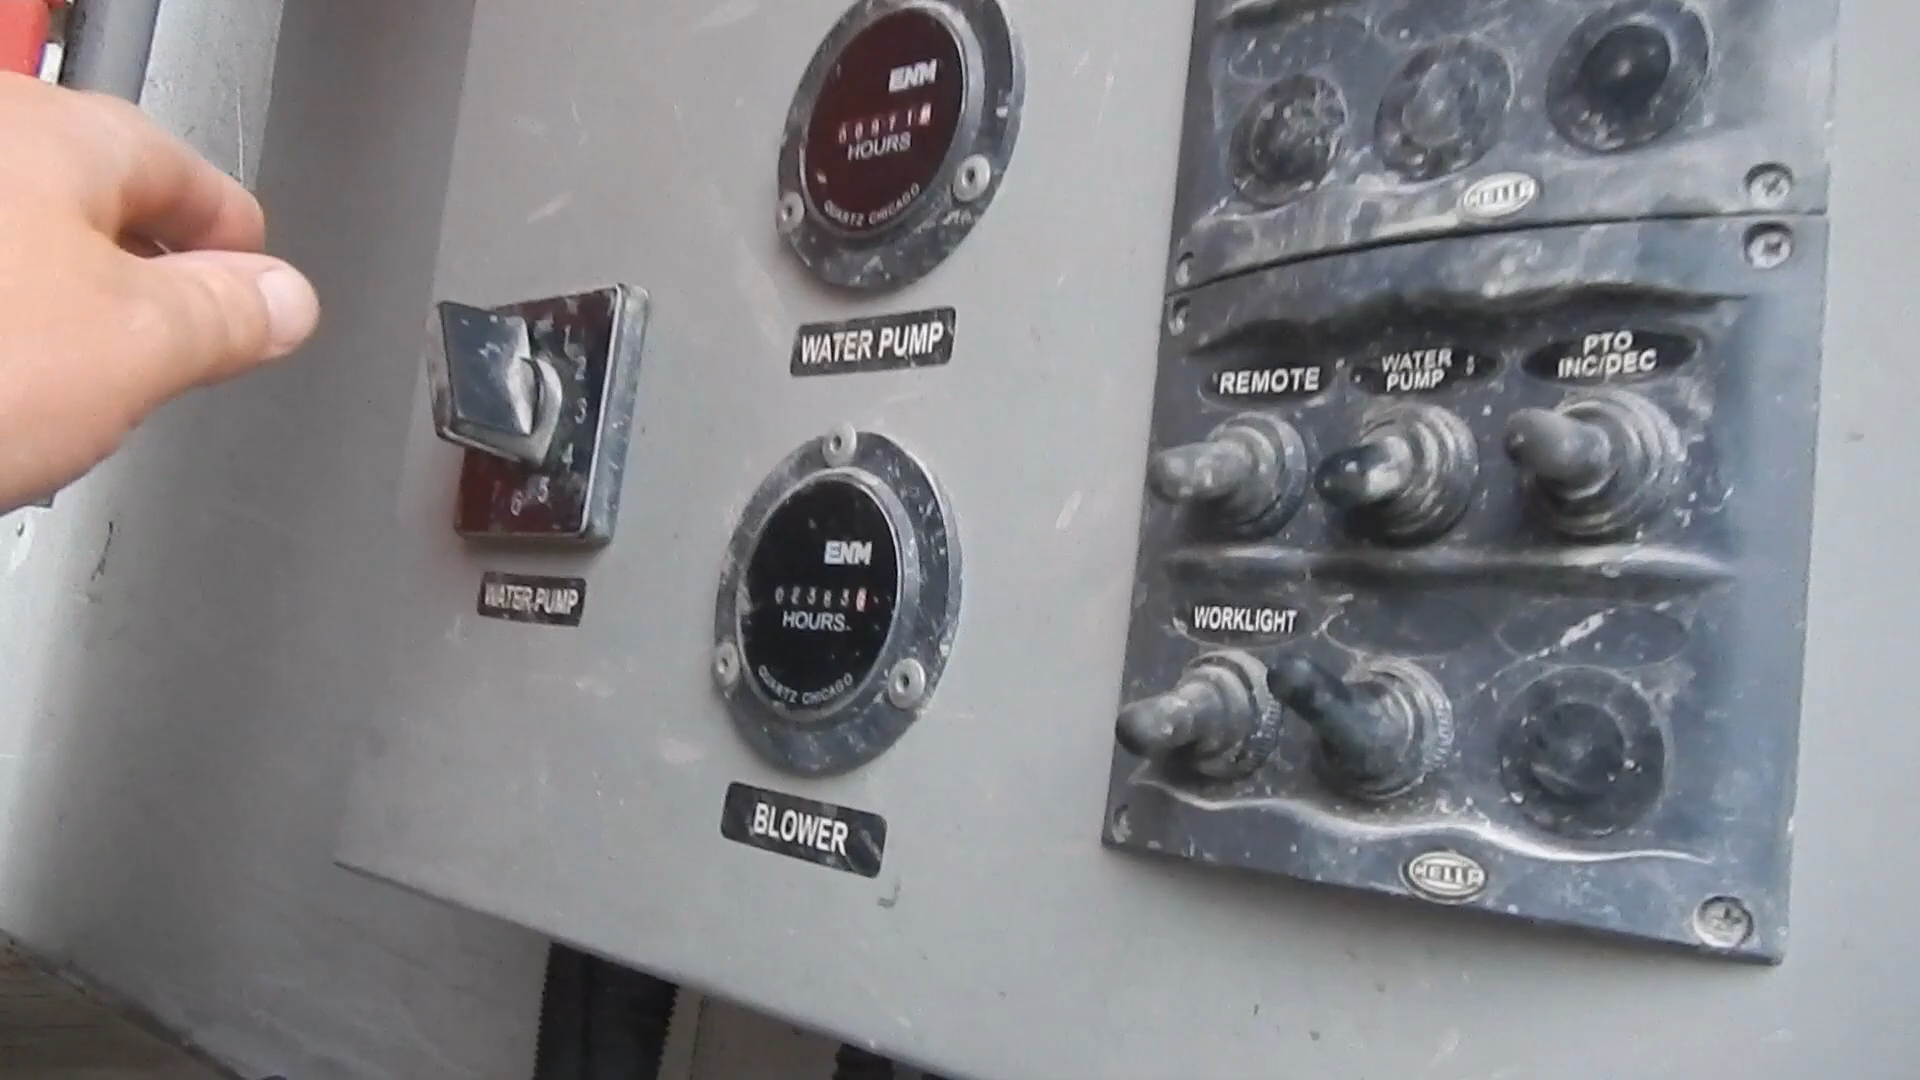 ENM
HOURS
QUARTZ CHICAGO
WATER PUMP
HELLA
1
2
3
4
5
6
7
WATER PUMP
ENM
HOURS
QUARTZ CHICAGO
BLOWER
REMOTE
WATER
PUMP
PTO
INC/DEC
WORKLIGHT
HELLA